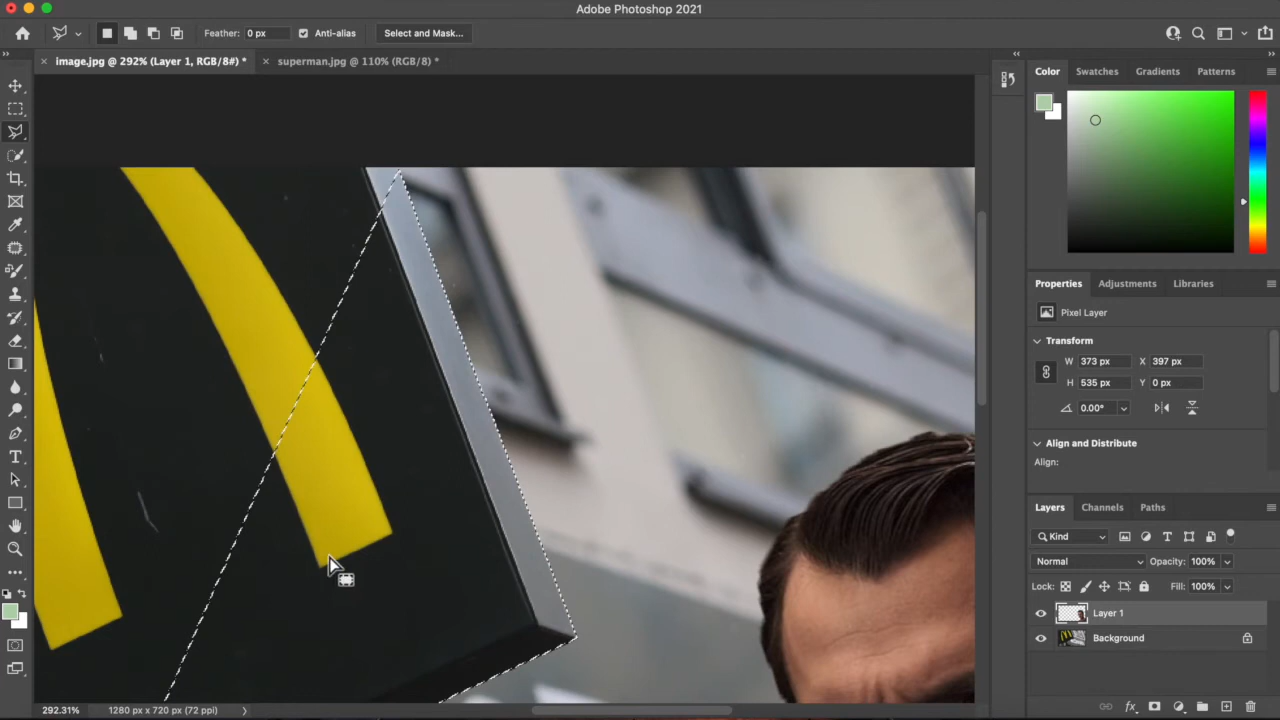 Adobe Photoshop 2021
Feather: 0 px Anti-alias Select and Mask...
image.jpg @ 292% (Layer 1, RGB/8#) * superman.jpg @ 110% (RGB/8) *
Color Swatches Gradients Patterns
Properties Adjustments Libraries
Pixel Layer
Transform
W 373 px X 397 px
H 535 px Y 0 px
0.00°
Align and Distribute
Align:
Layers Channels Paths
Kind
Normal Opacity: 100%
Lock: Fill: 100%
Layer 1
Background
292.31% 1280 px x 720 px (72 ppi)